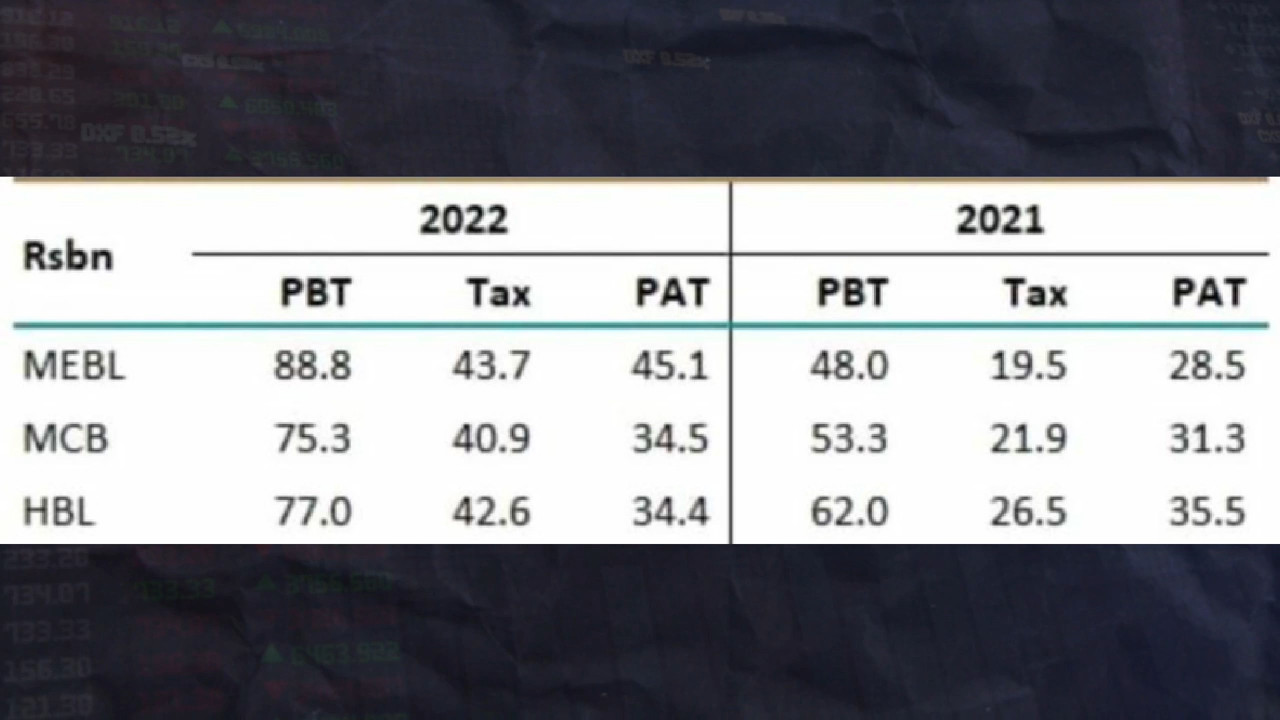 2022 2021
Rsbn
PBT Tax PAT PBT Tax PAT
MEBL 88.8 43.7 45.1 48.0 19.5 28.5
MCB 75.3 40.9 34.5 53.3 21.9 31.3
HBL 77.0 42.6 34.4 62.0 26.5 35.5